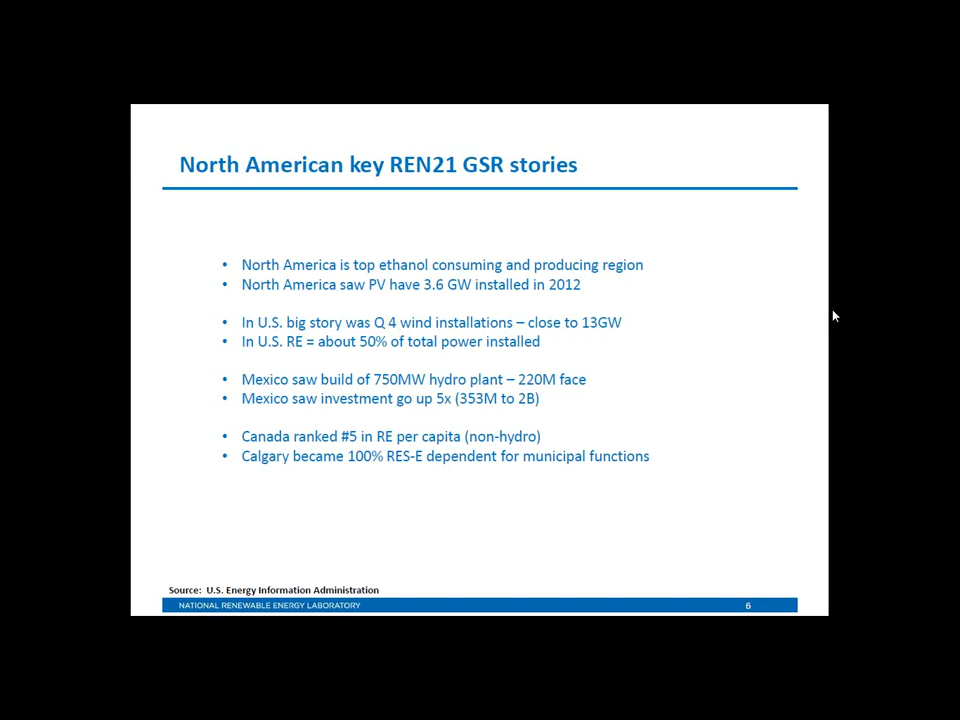 North American key REN21 GSR stories
• North America is top ethanol consuming and producing region
• North America saw PV have 3.6 GW installed in 2012
• In U.S. big story was Q 4 wind installations – close to 13GW
• In U.S. RE = about 50% of total power installed
• Mexico saw build of 750MW hydro plant – 220M face
• Mexico saw investment go up 5x (353M to 2B)
• Canada ranked #5 in RE per capita (non-hydro)
• Calgary became 100% RES-E dependent for municipal functions
Source: U.S. Energy Information Administration
NATIONAL RENEWABLE ENERGY LABORATORY 6